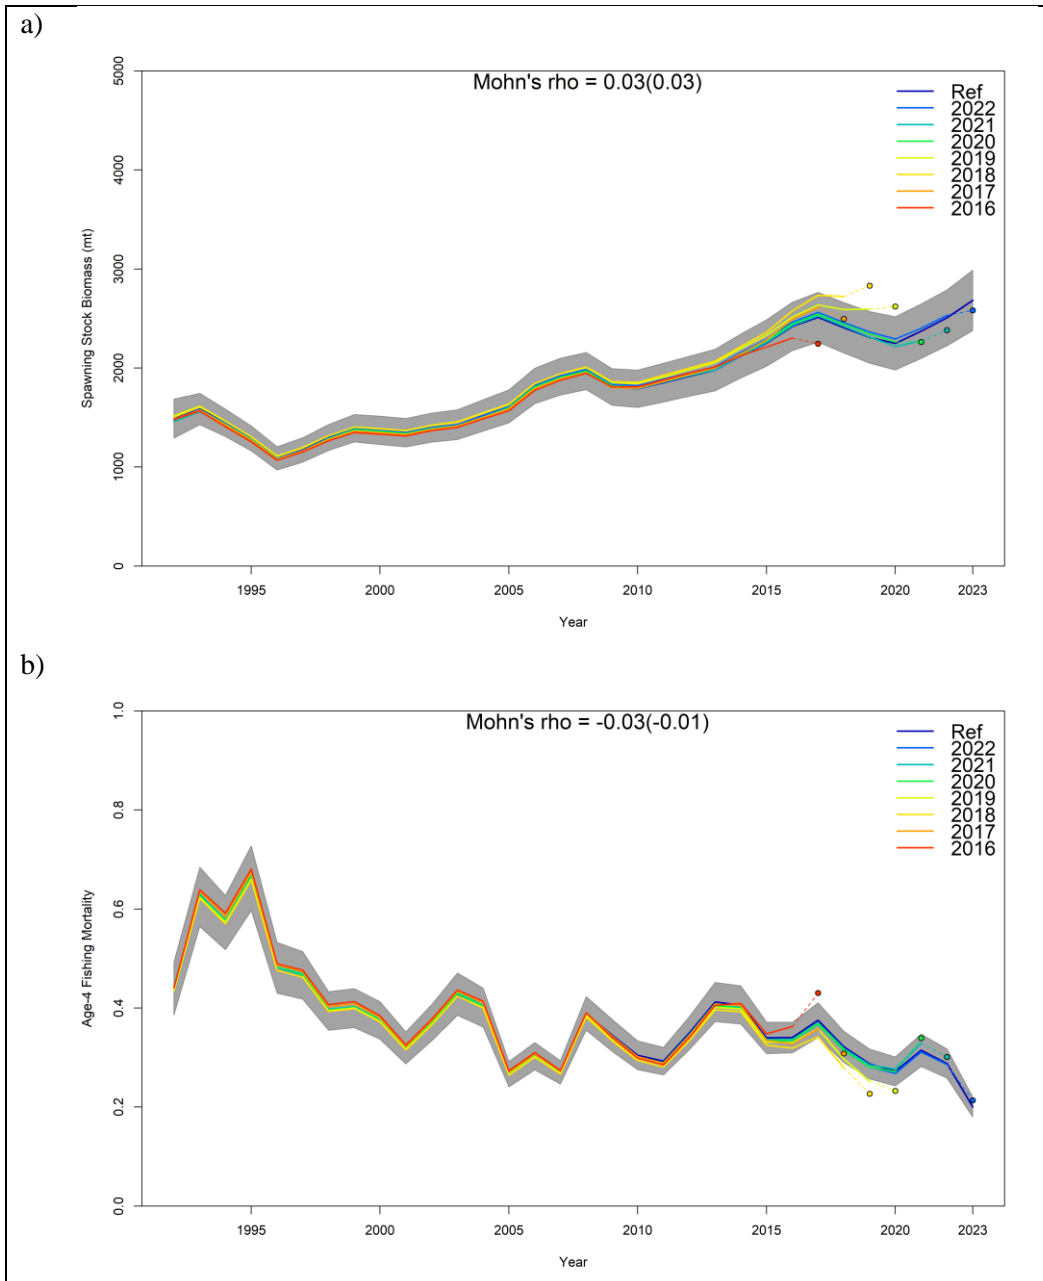 a)
Mohn's rho = 0.03(0.03)
Ref
2022
2021
2020
2019
2018
2017
2016
5000
4000
3000
2000
1000
0
Spawning Stock Biomass (mt)
1995 2000 2005 2010 2015 2020 2023
Year
b)
Mohn's rho = -0.03(-0.01)
Ref
2022
2021
2020
2019
2018
2017
2016
1.0
0.8
0.6
0.4
0.2
0.0
Age-4 Fishing Mortality
1995 2000 2005 2010 2015 2020 2023
Year